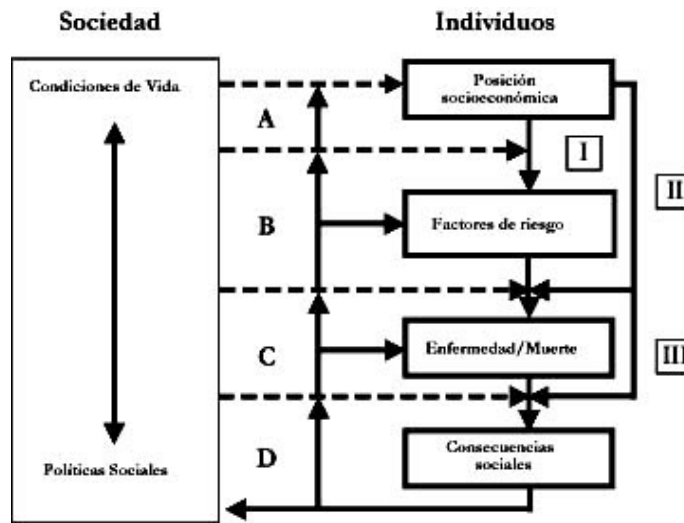 Sociedad
Individuos
Condiciones de Vida
Posición
socioeconómica
A
I
II
B
Factores de riesgo
C
Enfermedad/Muerte
III
D
Consecuencias
sociales
Políticas Sociales